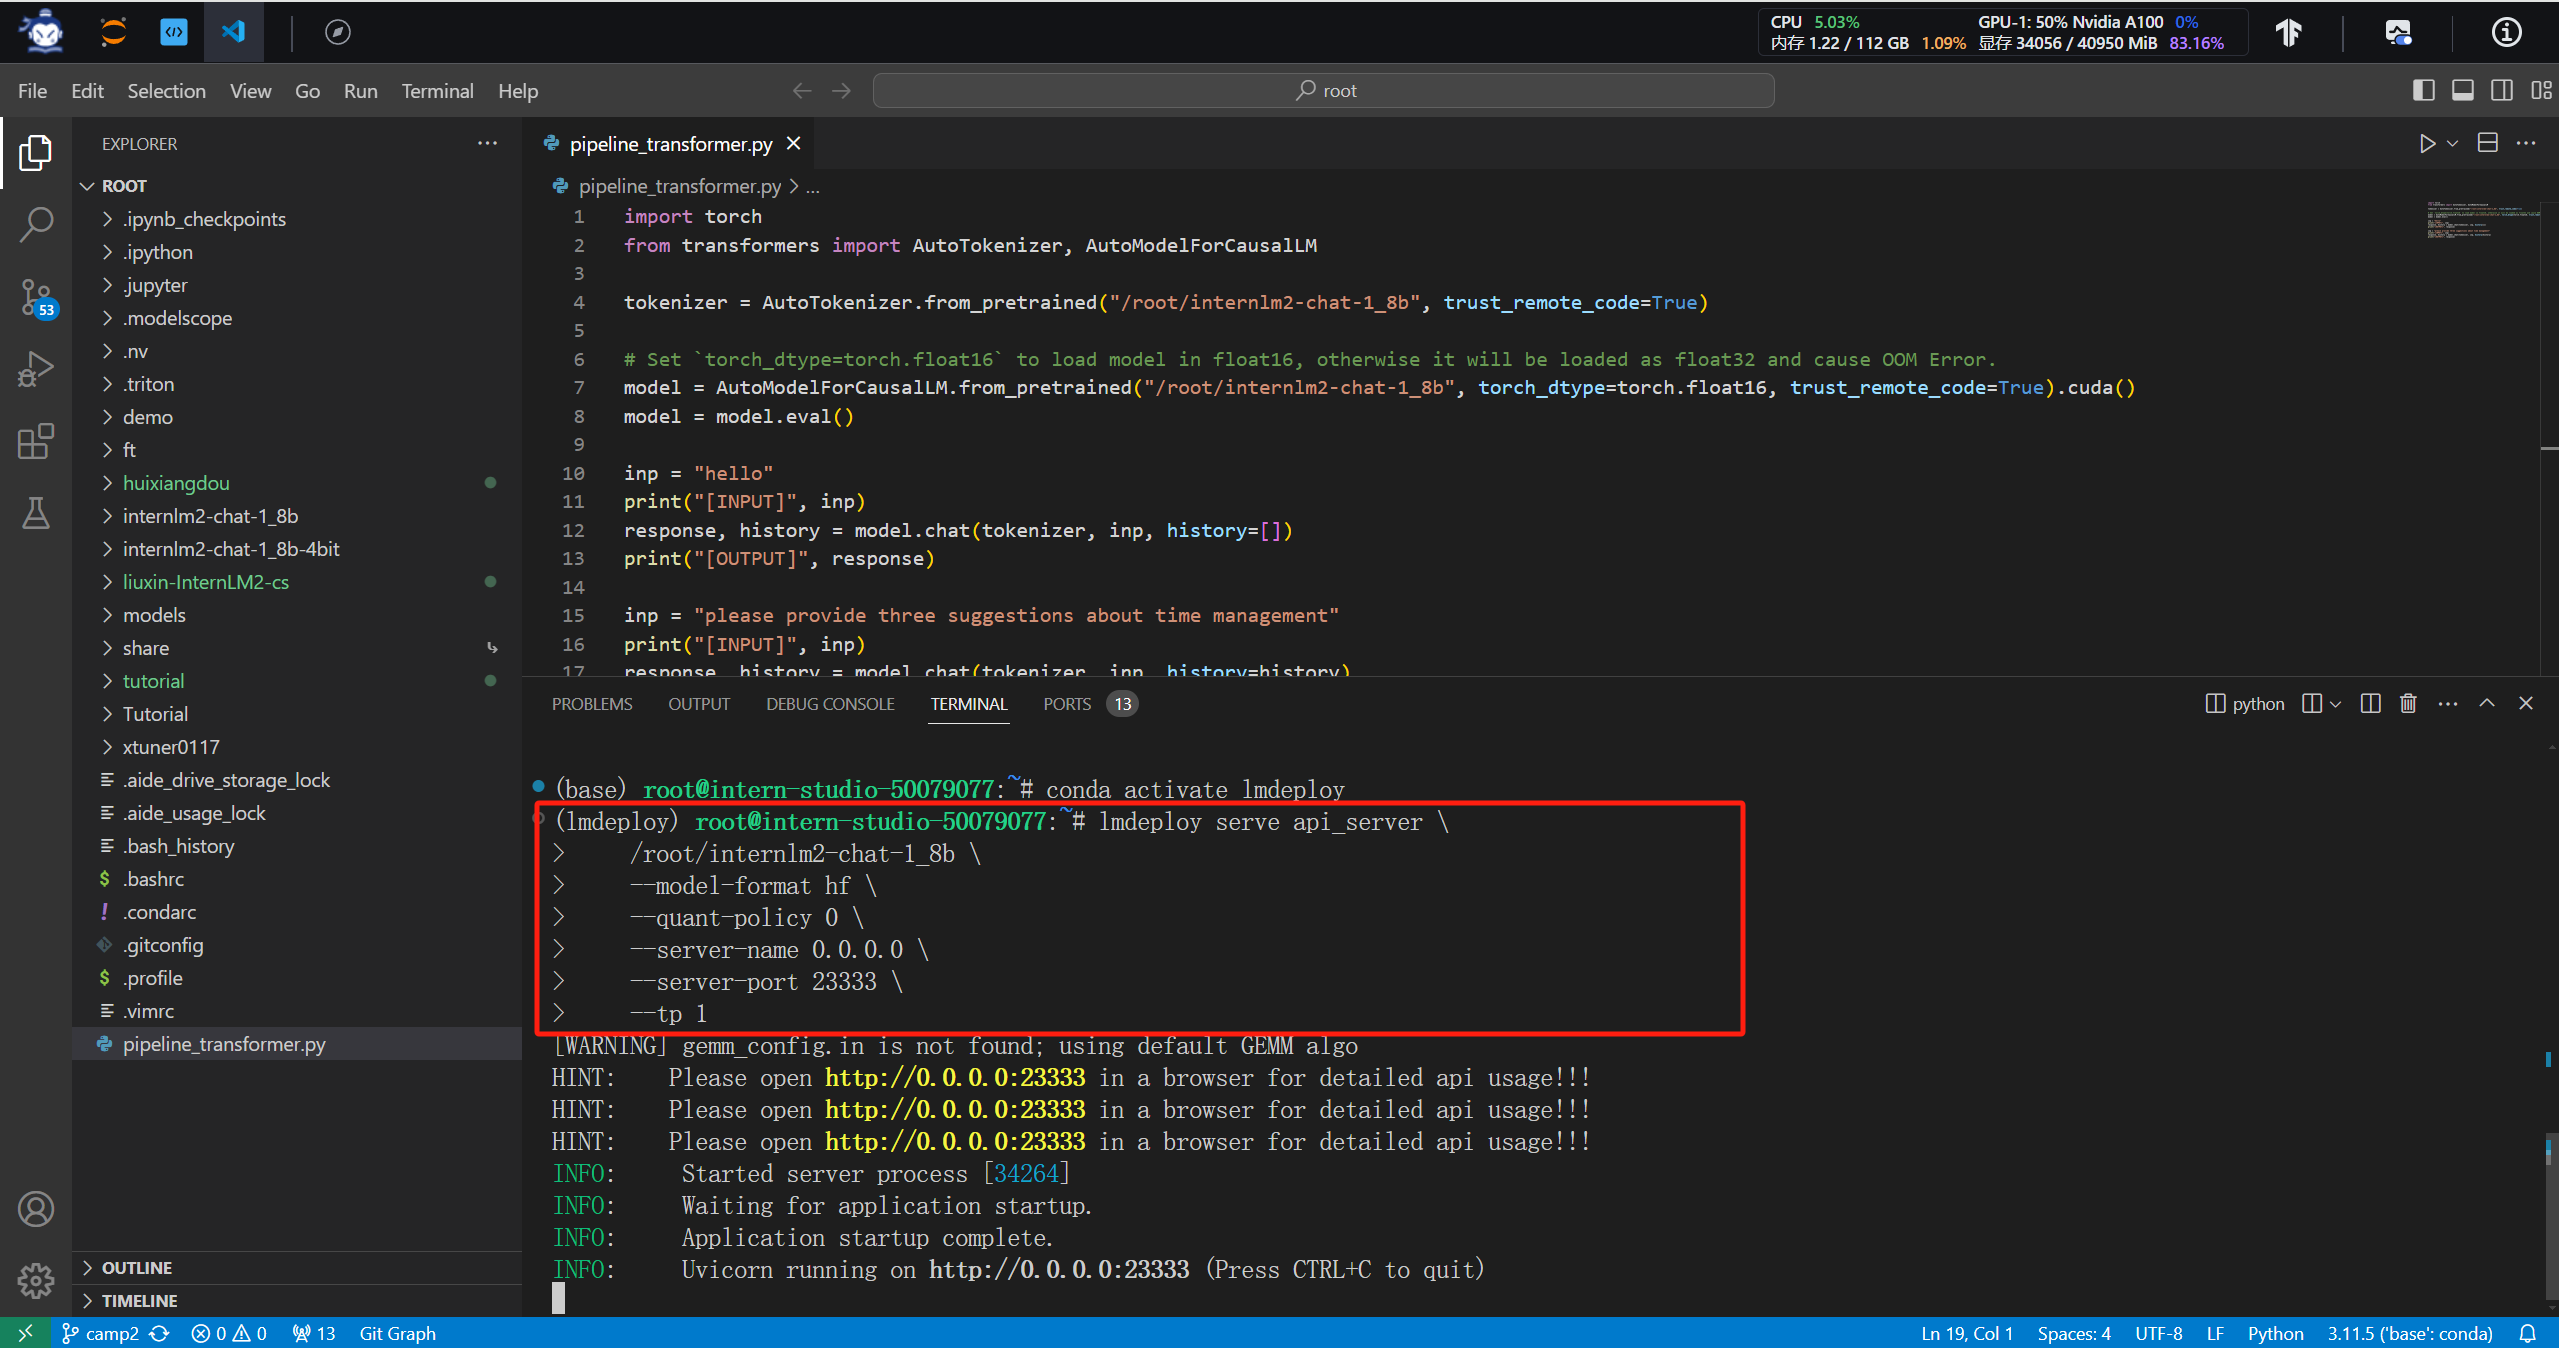 CPU 5.03% GPU-1: 50% Nvidia A100 0%
内存 1.22 / 112 GB 1.09% 显存 34056 / 40950 MiB 83.16%
File Edit Selection View Go Run Terminal Help
root
EXPLORER
ROOT
.ipynb_checkpoints
.ipython
.jupyter
.modelscope
.nv
.triton
demo
ft
huixiangdou
internlm2-chat-1_8b
internlm2-chat-1_8b-4bit
liuxin-InternLM2-cs
models
share
tutorial
Tutorial
xtuner0117
.aide_drive_storage_lock
.aide_usage_lock
.bash_history
$ .bashrc
! .condarc
.gitconfig
$ .profile
.vimrc
pipeline_transformer.py
OUTLINE
TIMELINE
53
pipeline_transformer.py
pipeline_transformer.py > ...
1 import torch
2 from transformers import AutoTokenizer, AutoModelForCausalLM
3
4 tokenizer = AutoTokenizer.from_pretrained("/root/internlm2-chat-1_8b", trust_remote_code=True)
5
6 # Set `torch_dtype=torch.float16` to load model in float16, otherwise it will be loaded as float32 and cause OOM Error.
7 model = AutoModelForCausalLM.from_pretrained("/root/internlm2-chat-1_8b", torch_dtype=torch.float16, trust_remote_code=True).cuda()
8 model = model.eval()
9
10 inp = "hello"
11 print("[INPUT]", inp)
12 response, history = model.chat(tokenizer, inp, history=[])
13 print("[OUTPUT]", response)
14
15 inp = "please provide three suggestions about time management"
16 print("[INPUT]", inp)
17 response, history = model.chat(tokenizer, inp, history=history)
PROBLEMS OUTPUT DEBUG CONSOLE TERMINAL PORTS 13
python
(base) root@intern-studio-50079077:~# conda activate lmdeploy
(lmdeploy) root@intern-studio-50079077:~# lmdeploy serve api_server \
> /root/internlm2-chat-1_8b \
> --model-format hf \
> --quant-policy 0 \
> --server-name 0.0.0.0 \
> --server-port 23333 \
> --tp 1
[WARNING] gemm_config.in is not found; using default GEMM algo
HINT: Please open http://0.0.0.0:23333 in a browser for detailed api usage!!!
HINT: Please open http://0.0.0.0:23333 in a browser for detailed api usage!!!
HINT: Please open http://0.0.0.0:23333 in a browser for detailed api usage!!!
INFO: Started server process [34264]
INFO: Waiting for application startup.
INFO: Application startup complete.
INFO: Uvicorn running on http://0.0.0.0:23333 (Press CTRL+C to quit)
camp2 0 0 13 Git Graph Ln 19, Col 1 Spaces: 4 UTF-8 LF Python 3.11.5 ('base': conda)